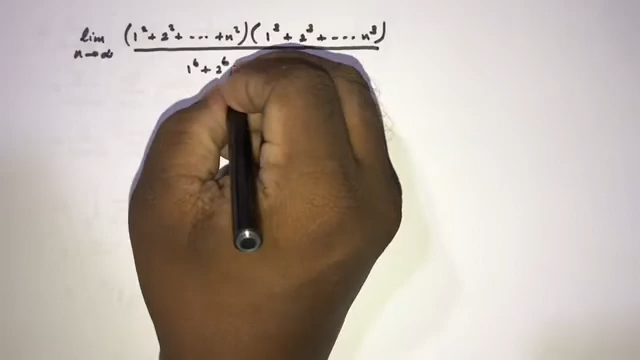 lim n→∞ (1² + 2² + ---- + n²)(1³ + 2³ + --- n³)
1⁶ + 2⁶